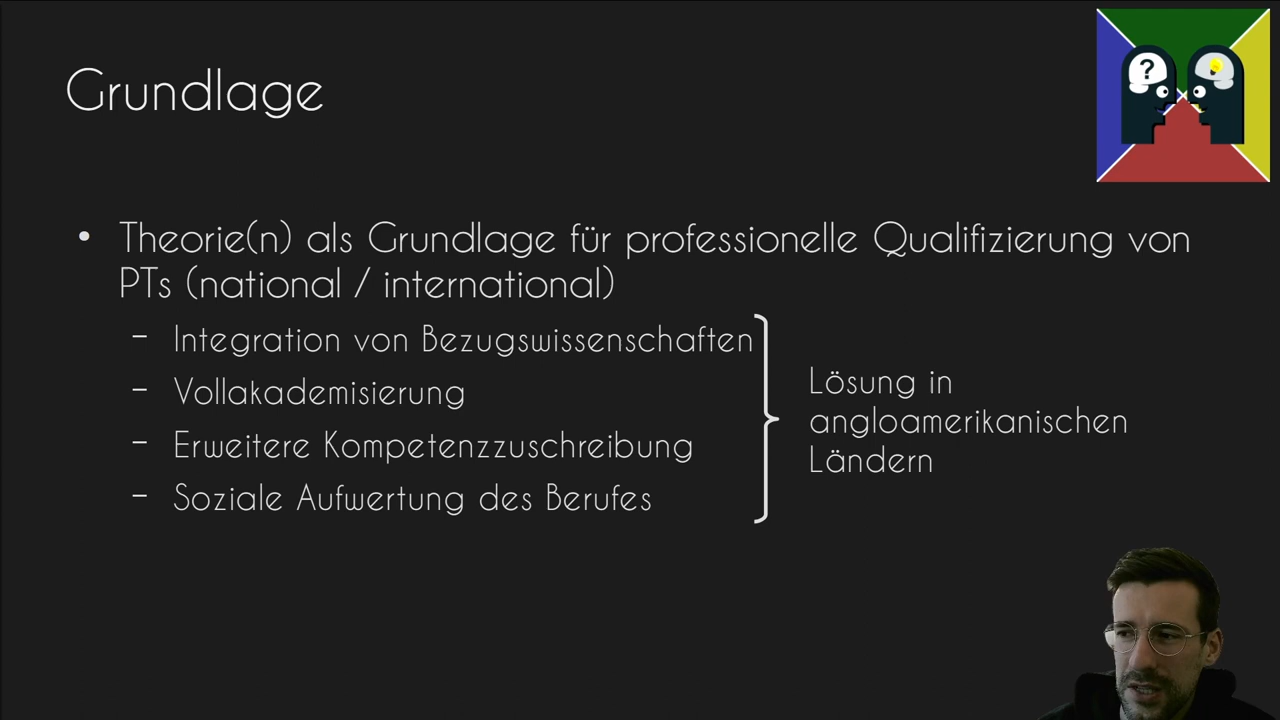 Grundlage
?
• Theorie(n) als Grundlage für professionelle Qualifizierung von
PTs (national / international)
– Integration von Bezugswissenschaften
– Vollakademisierung
– Erweitere Kompetenzzuschreibung
– Soziale Aufwertung des Berufes
Lösung in
angloamerikanischen
Ländern